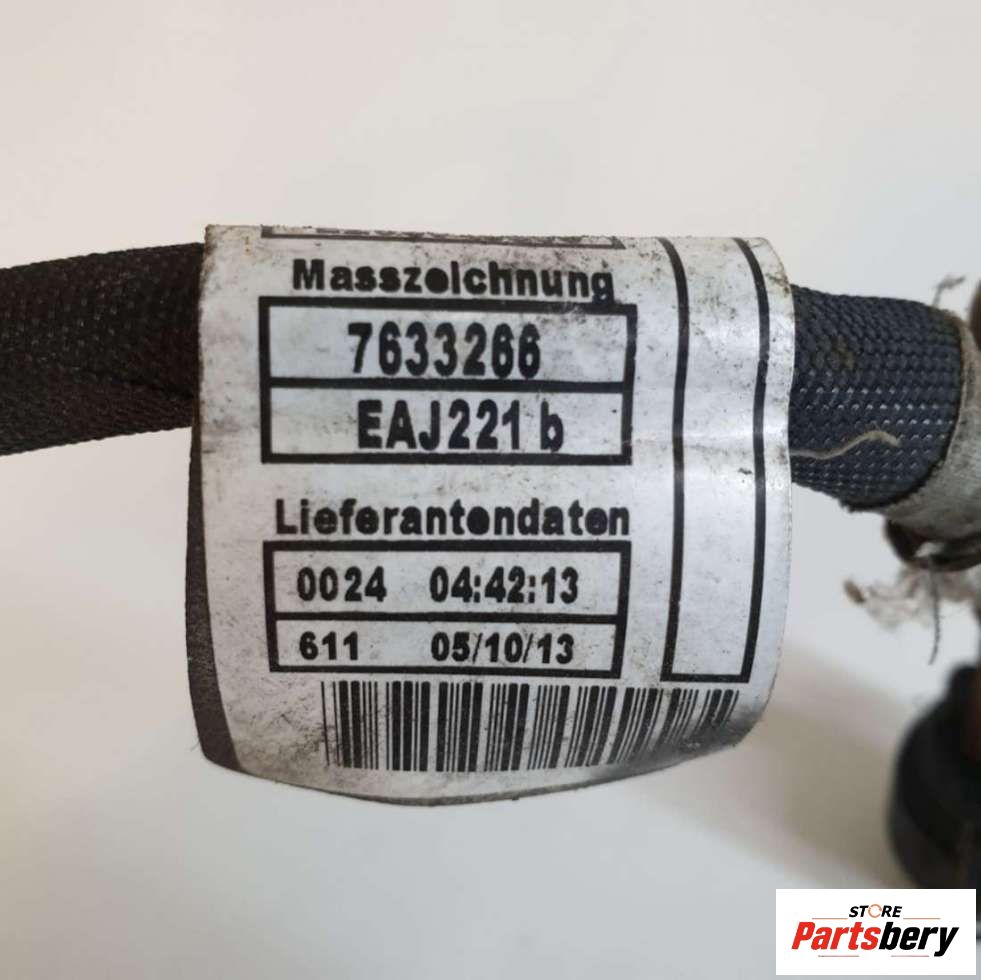 Masszeichnung
7633266
EAJ221 b
Lieferantendaten
0024 04:42:13
611 05/10/13
STORE
Partsbery